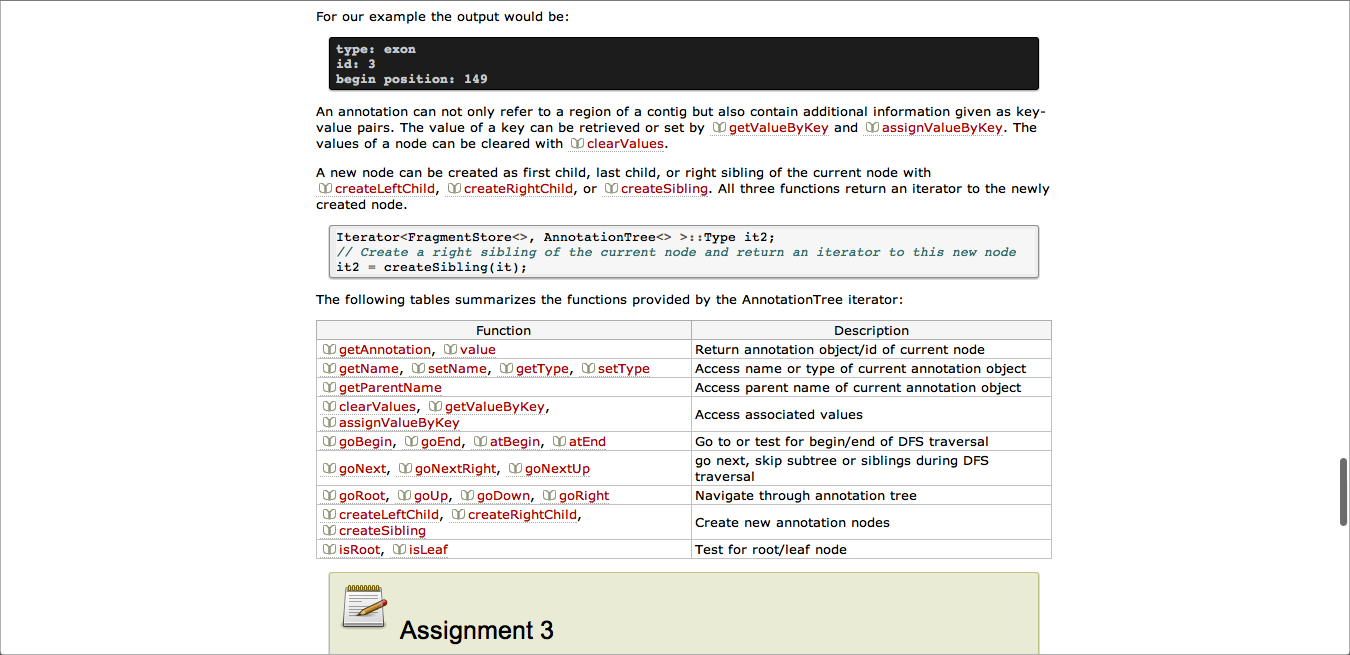 For our example the output would be:
type: exon
id: 3
begin position: 149
An annotation can not only refer to a region of a contig but also contain additional information given as key-
value pairs. The value of a key can be retrieved or set by getValueByKey and assignValueByKey. The
values of a node can be cleared with clearValues.
A new node can be created as first child, last child, or right sibling of the current node with
createLeftChild, createRightChild, or createSibling. All three functions return an iterator to the newly
created node.
Iterator<FragmentStore<>, AnnotationTree<> >::Type it2;
// Create a right sibling of the current node and return an iterator to this new node
it2 = createSibling(it);
The following tables summarizes the functions provided by the AnnotationTree iterator:
Function Description
getAnnotation, value Return annotation object/id of current node
getName, setName, getType, setType Access name or type of current annotation object
getParentName Access parent name of current annotation object
clearValues, getValueByKey,
assignValueByKey
Access associated values
goBegin, goEnd, atBegin, atEnd Go to or test for begin/end of DFS traversal
goNext, goNextRight, goNextUp
go next, skip subtree or siblings during DFS
traversal
goRoot, goUp, goDown, goRight Navigate through annotation tree
createLeftChild, createRightChild,
createSibling
Create new annotation nodes
isRoot, isLeaf Test for root/leaf node
Assignment 3